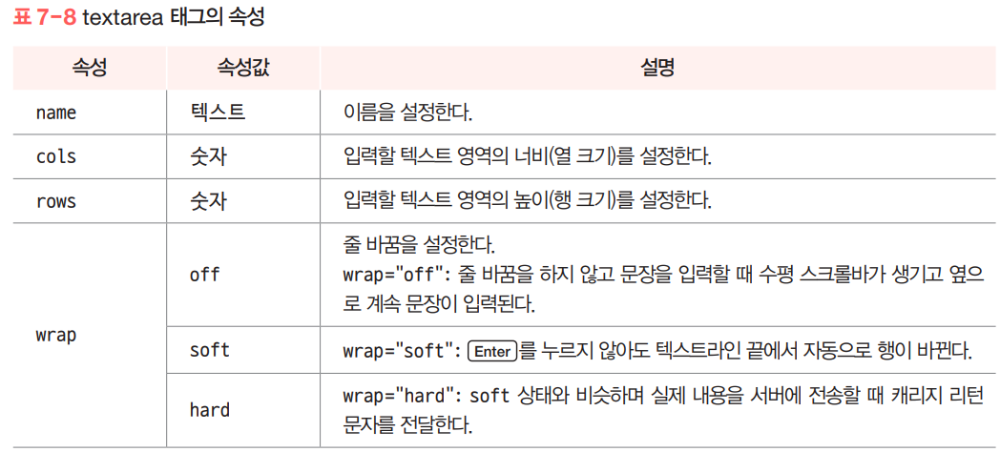 표 7-8 textarea 태그의 속성
속성 속성값 설명
name 텍스트 이름을 설정한다.
cols 숫자 입력할 텍스트 영역의 너비(열 크기)를 설정한다.
rows 숫자 입력할 텍스트 영역의 높이(행 크기)를 설정한다.
wrap
off
줄 바꿈을 설정한다.
wrap="off": 줄 바꿈을 하지 않고 문장을 입력할 때 수평 스크롤바가 생기고 옆으
로 계속 문장이 입력된다.
soft wrap="soft": Enter를 누르지 않아도 텍스트라인 끝에서 자동으로 행이 바뀐다.
hard
wrap="hard": soft 상태와 비슷하며 실제 내용을 서버에 전송할 때 캐리지 리턴
문자를 전달한다.